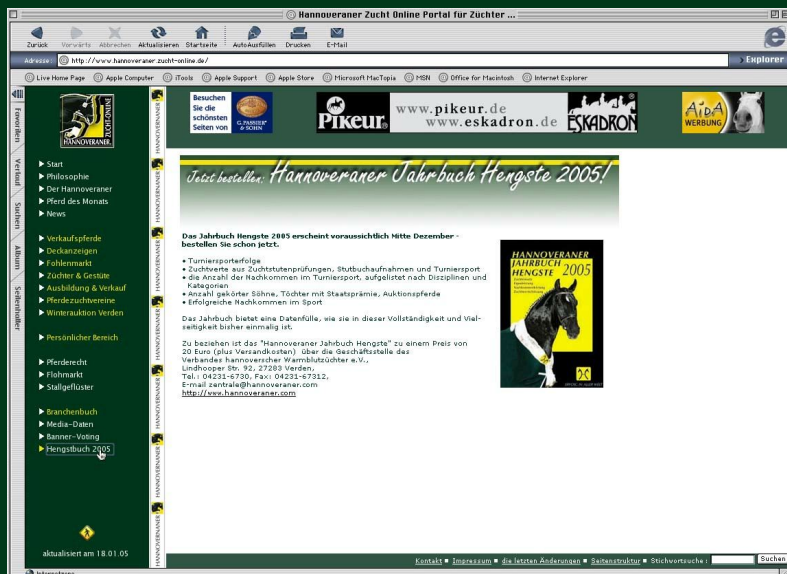 Hannoveraner Zucht Online Portal für Züchter ...
Zurück Vorwärts Abbrechen Aktualisieren Startseite AutoAusfüllen Drucken E-Mail
Adresse: http://www.hannoveraner.zucht-online.de/
Explorer
Live Home Page Apple Computer iTools Apple Support Apple Store Microsoft MacTopia MSN Office for Macintosh Internet Explorer
Favoriten
Verlauf
Suchen
Album
Seitenhalter
HANNOVERANER
ZUCHT-ONLINE
Besuchen
Sie die
schönsten
Seiten von
G.PASSIER
& SOHN
PIKEUR
www.pikeur.de
www.eskadron.de
ESKADRON
AidA
WERBUNG
Start
Philosophie
Der Hannoveraner
Pferd des Monats
News
Verkaufspferde
Deckanzeigen
Fohlenmarkt
Züchter & Gestüte
Ausbildung & Verkauf
Pferdezuchtvereine
Winterauktion Verden
Persönlicher Bereich
Pferderecht
Flohmarkt
Stallgeflüster
Branchenbuch
Media-Daten
Banner-Voting
Hengstbuch 2005
aktualisiert am 18.01.05
Jetzt bestellen: Hannoveraner Jahrbuch Hengste 2005!
Das Jahrbuch Hengste 2005 erscheint voraussichtlich Mitte Dezember -
bestellen Sie schon jetzt.
• Turniersporterfolge
• Zuchtwerte aus Zuchtstutenprüfungen, Stutbuchaufnahmen und Turniersport
• die Anzahl der Nachkommen im Turniersport, aufgelistet nach Disziplinen und
Kategorien
• Anzahl gekörter Söhne, Töchter mit Staatsprämie, Auktionspferde
• Erfolgreiche Nachkommen im Sport
Das Jahrbuch bietet eine Datenfülle, wie sie in dieser Vollständigkeit und Viel-
seitigkeit bisher einmalig ist.
Zu beziehen ist das "Hannoveraner Jahrbuch Hengste" zu einem Preis von
20 Euro (plus Versandkosten) über die Geschäftsstelle des
Verbandes hannoverscher Warmblutzüchter e.V.,
Lindhooper Str. 92, 27283 Verden,
Tel.: 04231-6730, Fax: 04231-67312,
E-mail zentrale@hannoveraner.com
http://www.hannoveraner.com
HANNOVERANER
JAHRBUCH
HENGSTE 2005
Kontakt Impressum die letzten Änderungen Seitenstruktur Stichwortsuche: Suchen